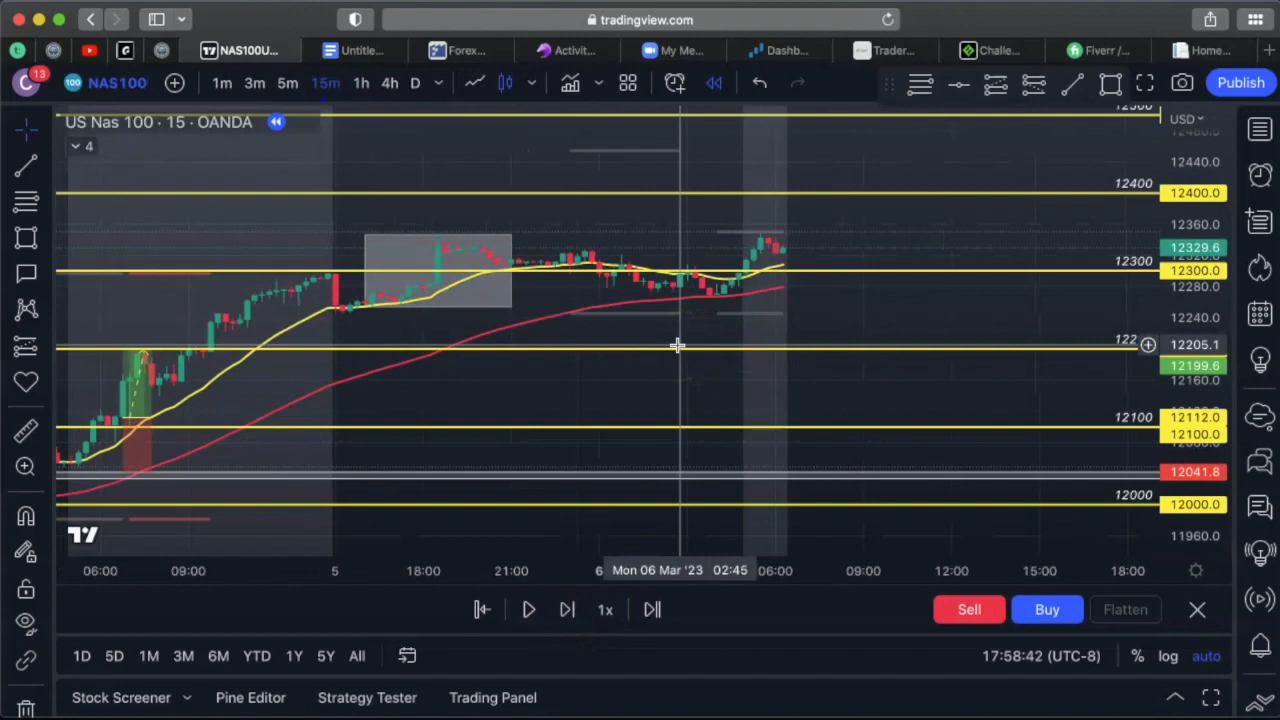 tradingview.com
NAS100U...
Untitle...
Forex...
Activit...
My Me...
Dashb...
Trader...
Challe...
Fiverr /...
Home...
C 13
100 NAS100
1m 3m 5m 15m 1h 4h D
Publish
US Nas 100 · 15 · OANDA
4
USD
12440.0
12400
12400.0
12360.0
12329.6
12300
12300.0
12280.0
12240.0
12205.1
12199.6
12160.0
12100
12112.0
12100.0
12041.8
12000
12000.0
11960.0
06:00 09:00 5 18:00 21:00 6 Mon 06 Mar '23 02:45 06:00 09:00 12:00 15:00 18:00
1x
Sell Buy Flatten
1D 5D 1M 3M 6M YTD 1Y 5Y All
17:58:42 (UTC-8) % log auto
Stock Screener Pine Editor Strategy Tester Trading Panel